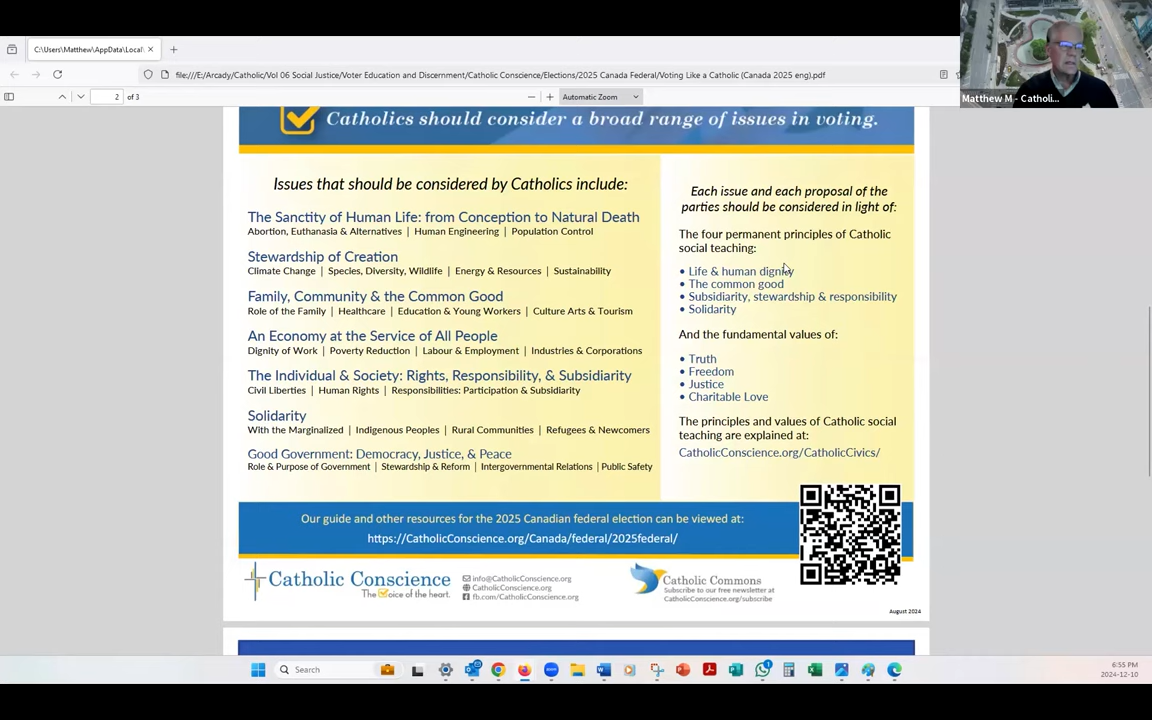 C:\Users\Matthew\AppData\Local\
file:///E:/Arcady/Catholic/Vol 06 Social Justice/Voter Education and Discernment/Catholic Conscience/Elections/2025 Canada Federal/Voting Like a Catholic (Canada 2025 eng).pdf
2 of 3
Automatic Zoom
Matthew M - Catholi...
Catholics should consider a broad range of issues in voting.
Issues that should be considered by Catholics include:
The Sanctity of Human Life: from Conception to Natural Death
Abortion, Euthanasia & Alternatives | Human Engineering | Population Control
Stewardship of Creation
Climate Change | Species, Diversity, Wildlife | Energy & Resources | Sustainability
Family, Community & the Common Good
Role of the Family | Healthcare | Education & Young Workers | Culture Arts & Tourism
An Economy at the Service of All People
Dignity of Work | Poverty Reduction | Labour & Employment | Industries & Corporations
The Individual & Society: Rights, Responsibility, & Subsidiarity
Civil Liberties | Human Rights | Responsibilities: Participation & Subsidiarity
Solidarity
With the Marginalized | Indigenous Peoples | Rural Communities | Refugees & Newcomers
Good Government: Democracy, Justice, & Peace
Role & Purpose of Government | Stewardship & Reform | Intergovernmental Relations | Public Safety
Each issue and each proposal of the
parties should be considered in light of:
The four permanent principles of Catholic
social teaching:
• Life & human dignity
• The common good
• Subsidiarity, stewardship & responsibility
• Solidarity
And the fundamental values of:
• Truth
• Freedom
• Justice
• Charitable Love
The principles and values of Catholic social
teaching are explained at:
CatholicConscience.org/CatholicCivics/
Our guide and other resources for the 2025 Canadian federal election can be viewed at:
https://CatholicConscience.org/Canada/federal/2025federal/
Catholic Conscience
The Voice of the heart.
info@CatholicConscience.org
CatholicConscience.org
fb.com/CatholicConscience.org
Catholic Commons
Subscribe to our free newsletter at
CatholicConscience.org/subscribe
August 2024
Search
6:55 PM
2024-12-10